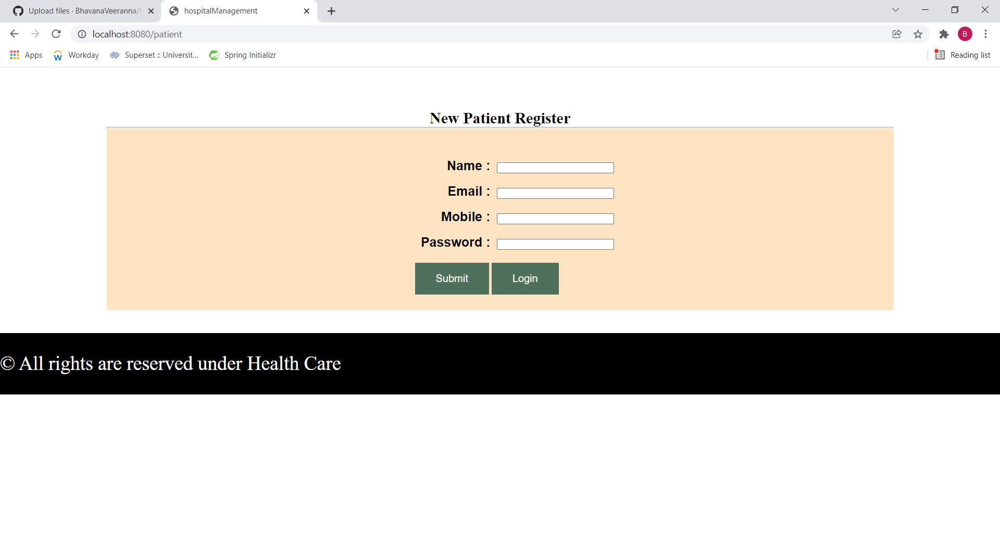 Upload files · BhavanaVeeranna/
hospitalManagement
localhost:8080/patient
B
Apps
Workday
Superset :: Universit...
Spring Initializr
Reading list
New Patient Register
Name :
Email :
Mobile :
Password :
Submit
Login
© All rights are reserved under Health Care